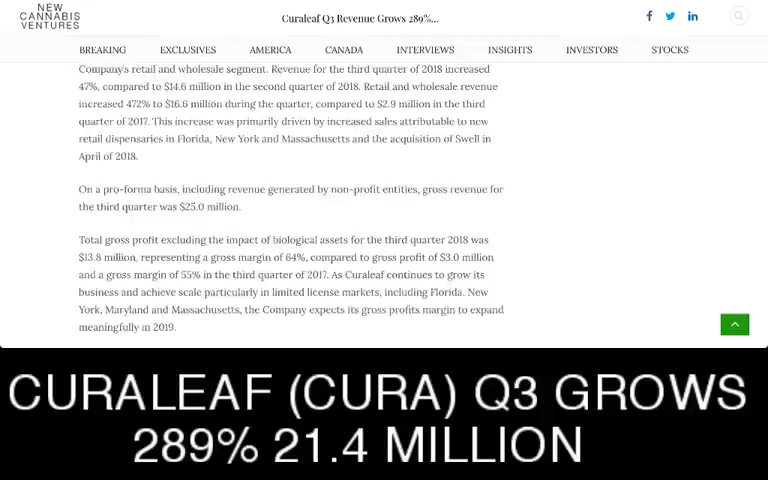 NEW
CANNABIS
VENTURES
Curaleaf Q3 Revenue Grows 289%...
BREAKING EXCLUSIVES AMERICA CANADA INTERVIEWS INSIGHTS INVESTORS STOCKS
Company's retail and wholesale segment. Revenue for the third quarter of 2018 increased
47%, compared to $14.6 million in the second quarter of 2018. Retail and wholesale revenue
increased 472% to $16.6 million during the quarter, compared to $2.9 million in the third
quarter of 2017. This increase was primarily driven by increased sales attributable to new
retail dispensaries in Florida, New York and Massachusetts and the acquisition of Swell in
April of 2018.
On a pro-forma basis, including revenue generated by non-profit entities, gross revenue for
the third quarter was $25.0 million.
Total gross profit excluding the impact of biological assets for the third quarter 2018 was
$13.8 million, representing a gross margin of 64%, compared to gross profit of $3.0 million
and a gross margin of 55% in the third quarter of 2017. As Curaleaf continues to grow its
business and achieve scale particularly in limited license markets, including Florida. New
York, Maryland and Massachusetts, the Company expects its gross profits margin to expand
meaningfully in 2019.
CURALEAF (CURA) Q3 GROWS
289% 21.4 MILLION